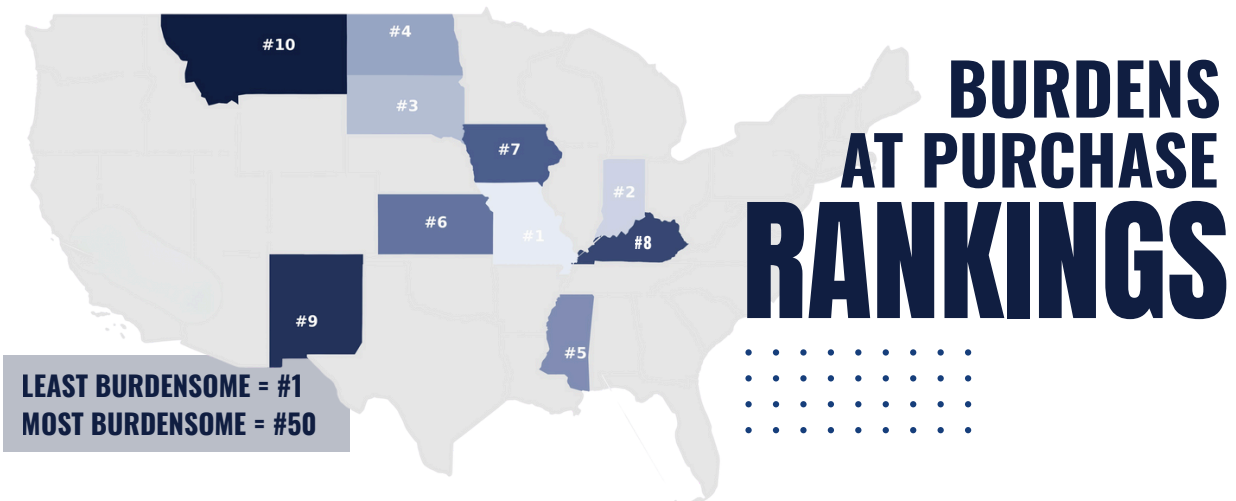 BURDENS
AT PURCHASE
RANKINGS
#10
#4
#3
#7
#2
#6
#1
#8
#9
#5
LEAST BURDENSOME = #1
MOST BURDENSOME = #50